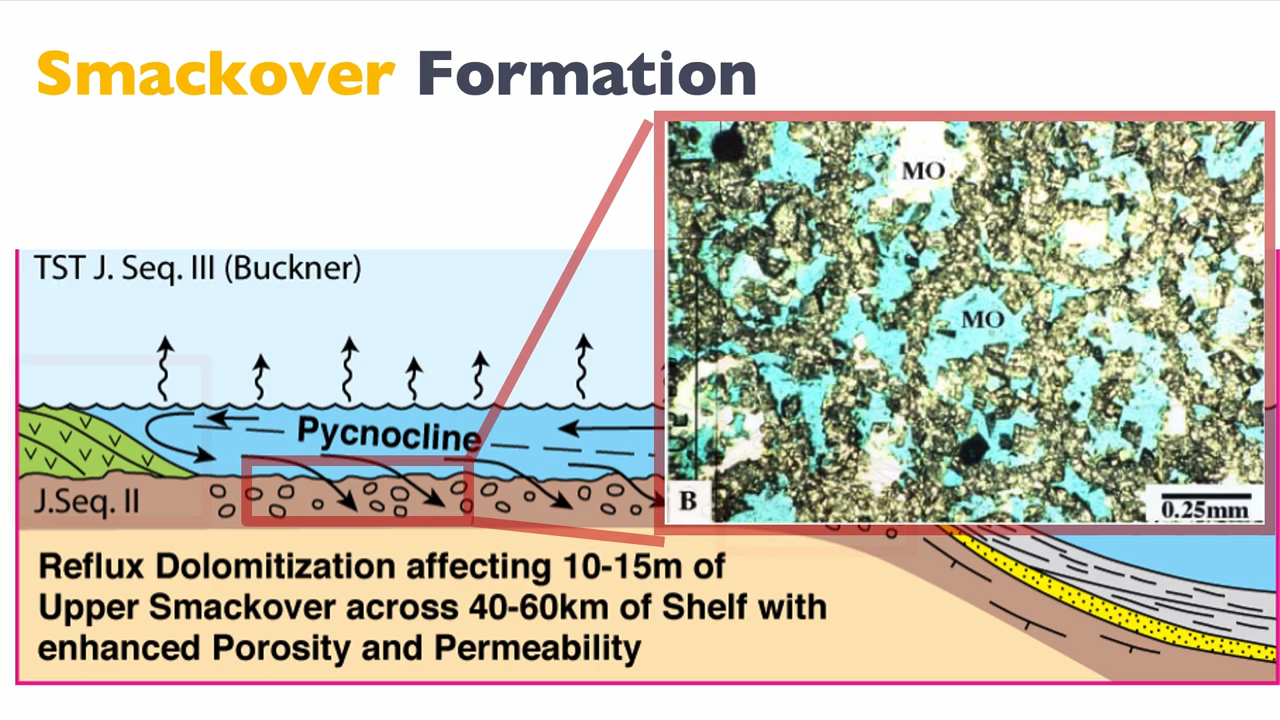 Smackover Formation
TST J. Seq. III (Buckner)
MO
MO
Pycnocline
B
0.25mm
J.Seq. II
Reflux Dolomitization affecting 10-15m of
Upper Smackover across 40-60km of Shelf with
enhanced Porosity and Permeability